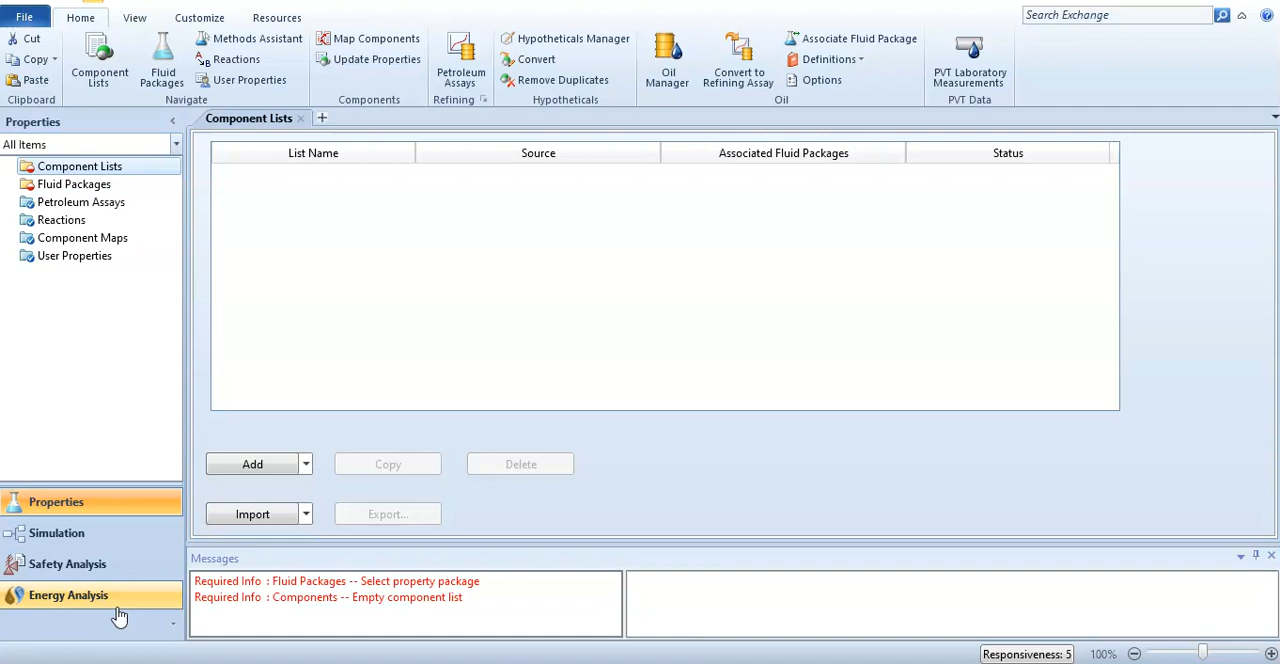 File Home View Customize Resources Search Exchange
Cut
Copy
Paste
Clipboard
Component Lists
Fluid Packages
Methods Assistant
Reactions
User Properties
Navigate
Map Components
Update Properties
Components
Petroleum Assays
Refining
Hypotheticals Manager
Convert
Remove Duplicates
Hypotheticals
Oil Manager
Convert to Refining Assay
Associate Fluid Package
Definitions
Options
Oil
PVT Laboratory Measurements
PVT Data
Properties
All Items
Component Lists
Fluid Packages
Petroleum Assays
Reactions
Component Maps
User Properties
Properties
Simulation
Safety Analysis
Energy Analysis
Component Lists
List Name Source Associated Fluid Packages Status
Add Copy Delete
Import Export...
Messages
Required Info : Fluid Packages -- Select property package
Required Info : Components -- Empty component list
Responsiveness: 5 100%